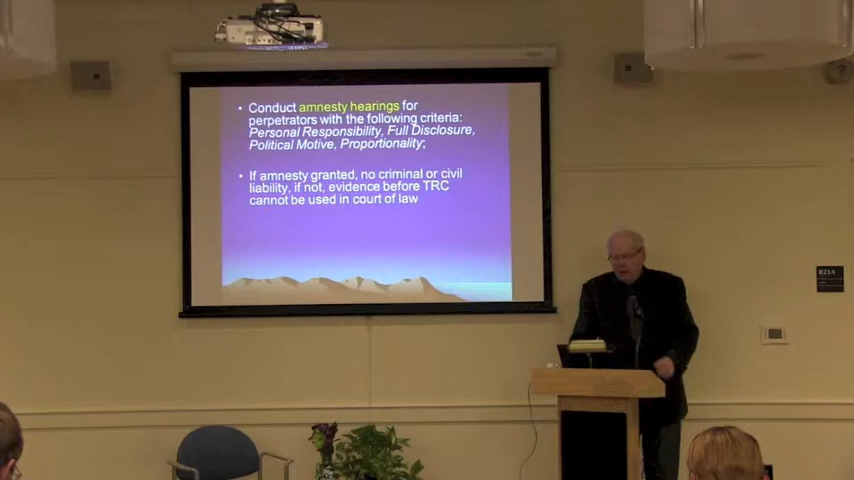 • Conduct amnesty hearings for
perpetrators with the following criteria:
Personal Responsibility, Full Disclosure,
Political Motive, Proportionality;
• If amnesty granted, no criminal or civil
liability, if not, evidence before TRC
cannot be used in court of law
B23A